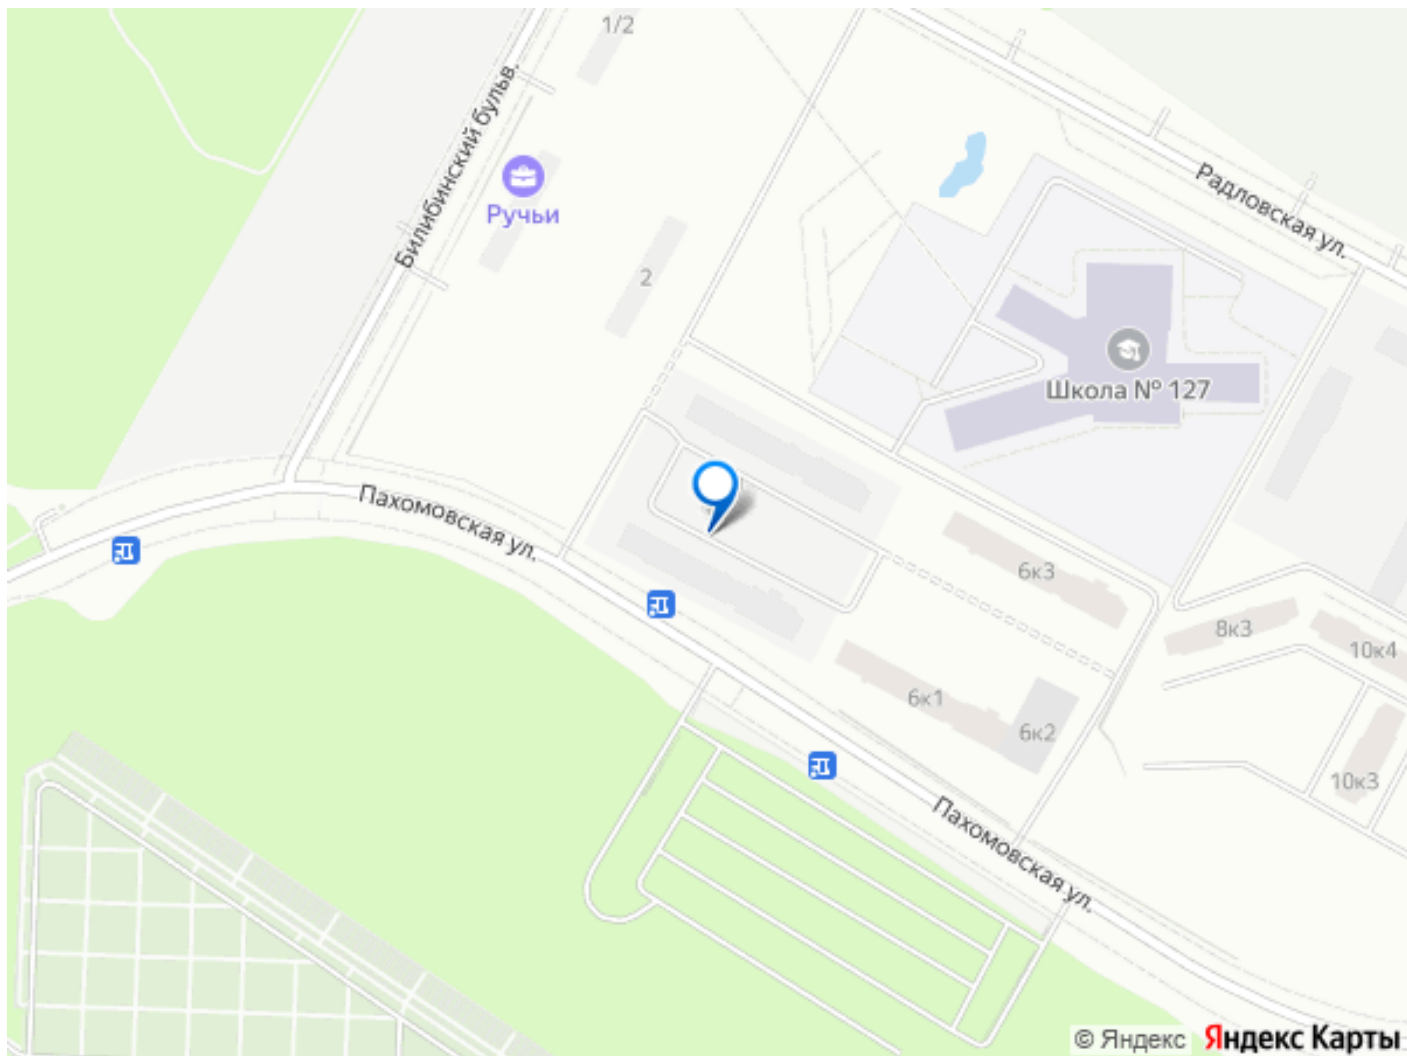 1/2
Билибинский бульв.
Ручьи
2
Радловская ул.
Школа № 127
Пахомовская ул.
6к3
8к3
10к4
6к1
6к2
10к3
Пахомовская ул.
© Яндекс Яндекс Карты